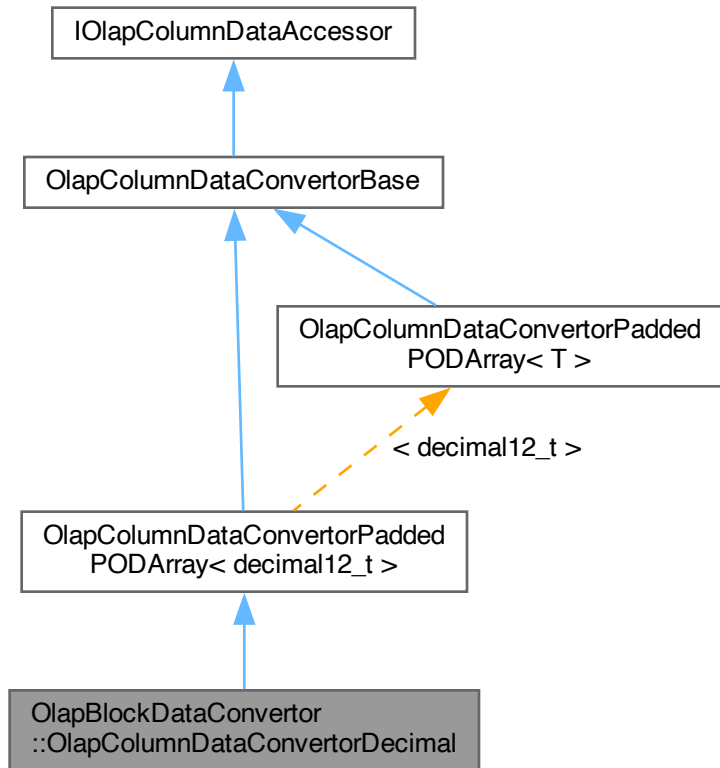 IOlapColumnDataAccessor
OlapColumnDataConvertorBase
OlapColumnDataConvertorPadded
PODArray< T >
< decimal12_t >
OlapColumnDataConvertorPadded
PODArray< decimal12_t >
OlapBlockDataConvertor
::OlapColumnDataConvertorDecimal